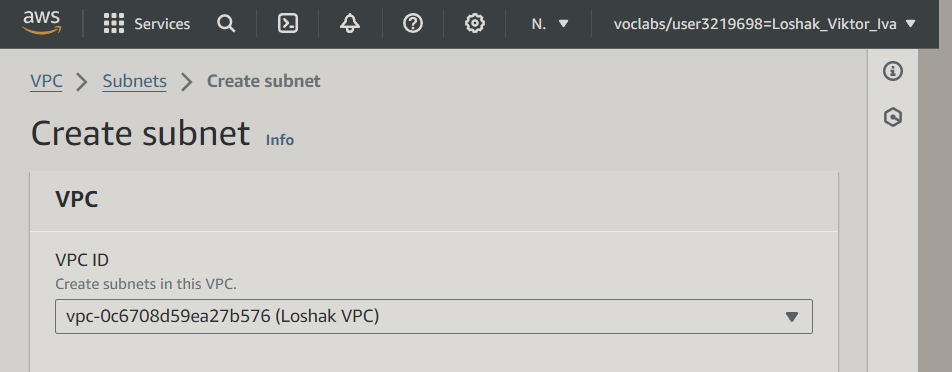 aws
Services
N.
voclabs/user3219698=Loshak_Viktor_Iva
VPC
Subnets
Create subnet
Create subnet Info
VPC
VPC ID
Create subnets in this VPC.
vpc-0c6708d59ea27b576 (Loshak VPC)